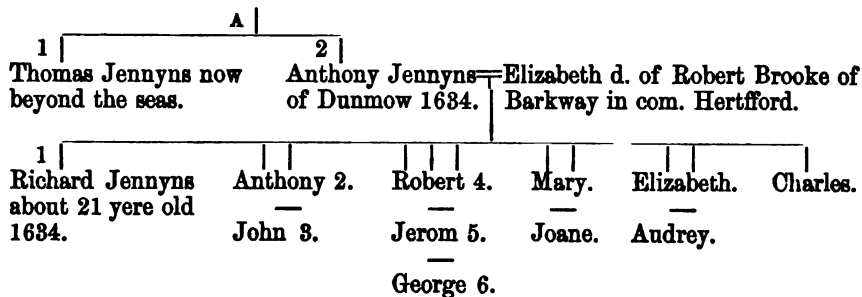 A
1 2
Thomas Jennyns now Anthony Jennyns Elizabeth d. of Robert Brooke of
beyond the seas. of Dunmow 1634. Barkway in com. Hertfford.
1
Richard Jennyns Anthony 2. Robert 4. Mary. Elizabeth. Charles.
about 21 yere old
1634. John 3. Jerom 5. Joane. Audrey.
George 6.